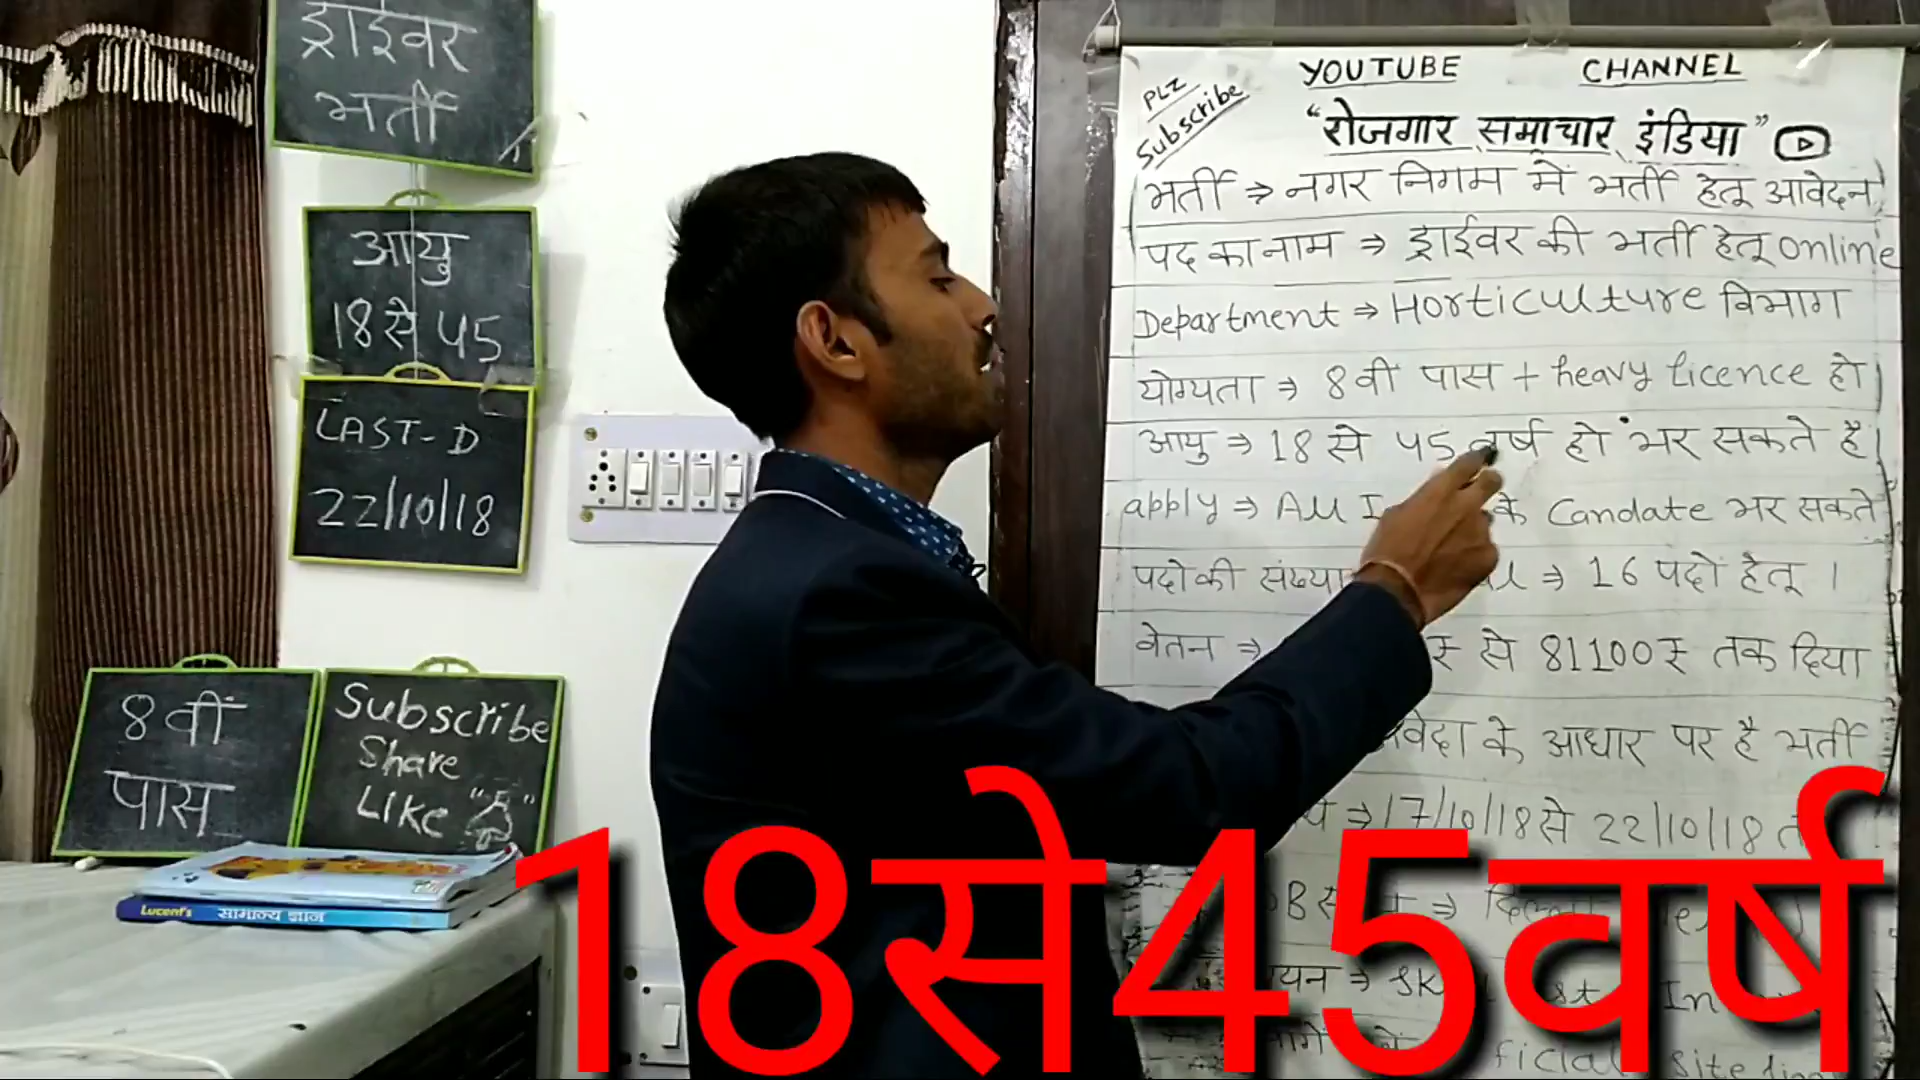 ड्राईवर
भर्ती
आयु
18 से 45
LAST-D
22/10/18
8वीं
पास
Subscribe
Share
Like
Lucent's सामान्य ज्ञान
YOUTUBE CHANNEL
PLZ
Subscribe
"रोजगार समाचार इंडिया"
भर्ती ⇒ नगर निगम में भर्ती हेतू आवेदन
पद का नाम ⇒ ड्राईवर की भर्ती हेतू online
Department ⇒ Horticulture विभाग
योग्यता ⇒ 8वी पास + heavy licence हो
आयु ⇒ 18 से 45 वर्ष हो भर सकते है
apply ⇒ All के Candate भर सकते
पदो की संख्या ⇒ 16 पदो हेतू ।
वेतन ⇒ ₹ से 81100₹ तक दिया
के आधार पर है भर्ती
⇒ 17/10/18 से 22/10/18
⇒
⇒
site
18से45वर्ष